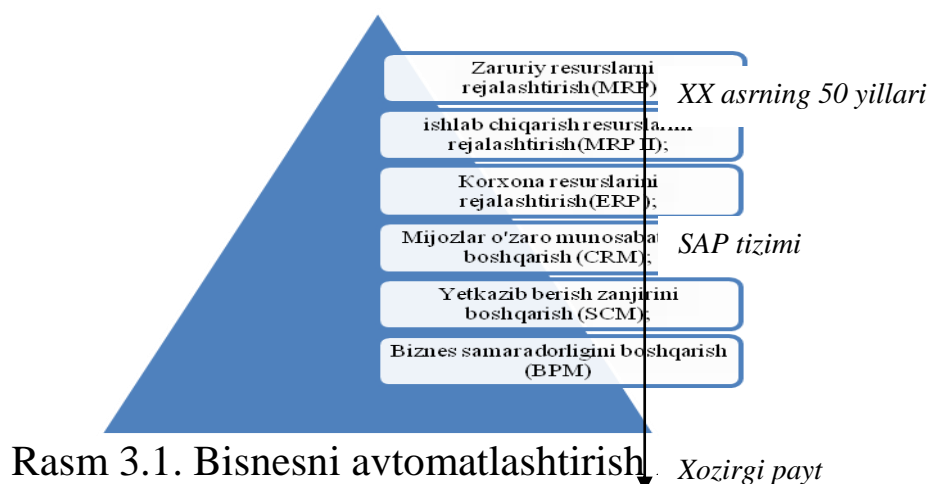 Zaruriy resurslarni
rejalashtirish(MRP)
XX asrning 50 yillari
ishlab chiqarish resurslarini
rejalashtirish(MRP II);
Korxona resurslarini
rejalashtirish(ERP);
Mijozlar o'zaro munosabat
boshqarish (CRM);
SAP tizimi
Yetkazib berish zanjirini
boshqarish (SCM);
Biznes samaradorligini boshqarish
(BPM)
Rasm 3.1. Bisnesni avtomatlashtirish
Xozirgi payt